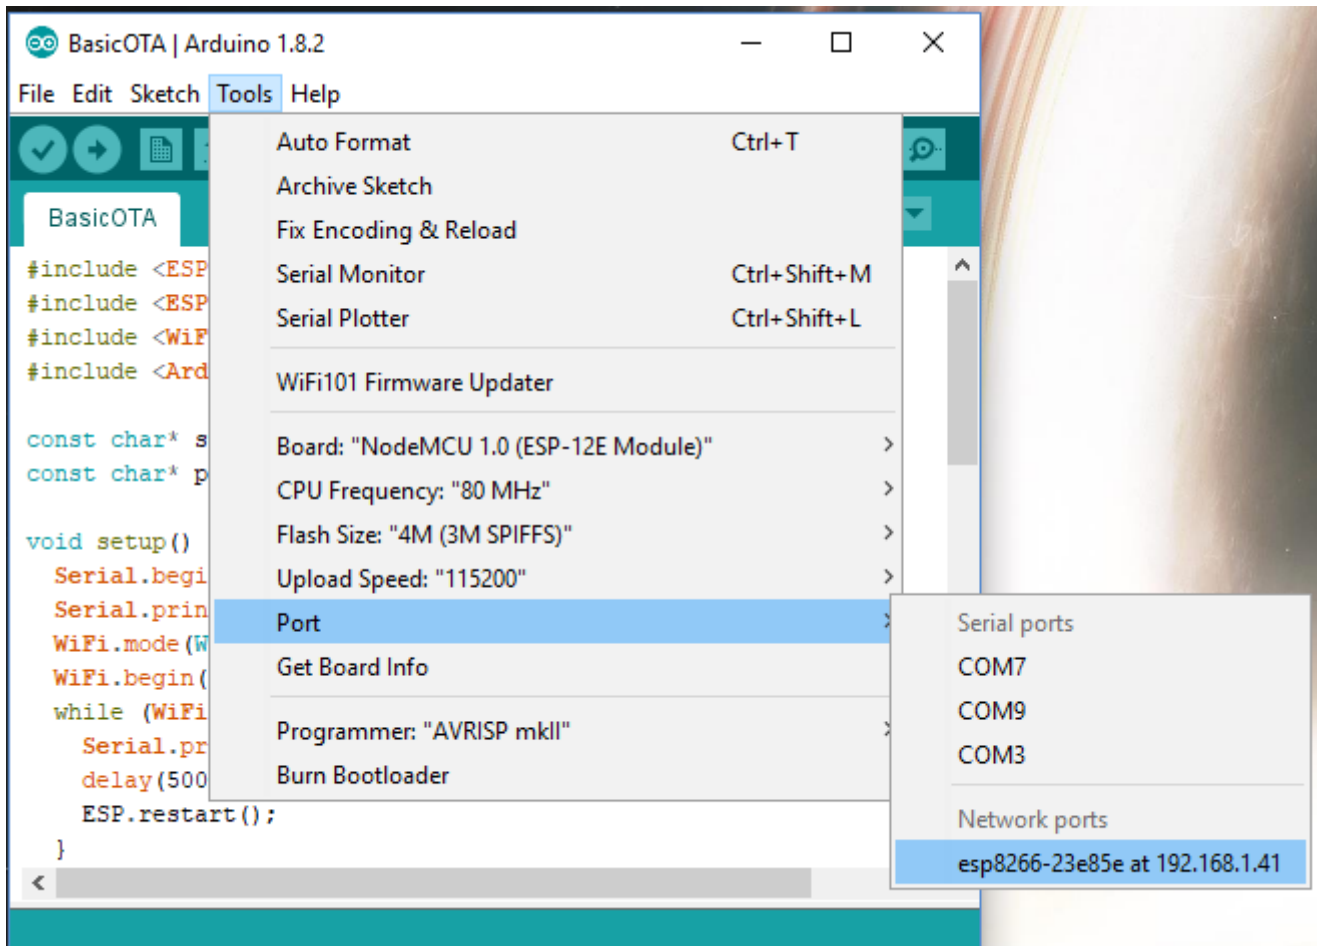 BasicOTA | Arduino 1.8.2
File Edit Sketch Tools Help
Auto Format Ctrl+T
Archive Sketch
Fix Encoding & Reload
Serial Monitor Ctrl+Shift+M
Serial Plotter Ctrl+Shift+L
WiFi101 Firmware Updater
Board: "NodeMCU 1.0 (ESP-12E Module)"
CPU Frequency: "80 MHz"
Flash Size: "4M (3M SPIFFS)"
Upload Speed: "115200"
Port
Get Board Info
Programmer: "AVRISP mkII"
Burn Bootloader
Serial ports
COM7
COM9
COM3
Network ports
esp8266-23e85e at 192.168.1.41
BasicOTA
#include <ESP
#include <ESP
#include <WiF
#include <Ard
const char* s
const char* p
void setup()
Serial.begi
Serial.prin
WiFi.mode(W
WiFi.begin(
while (WiFi
Serial.pr
delay(500
ESP.restart();
}